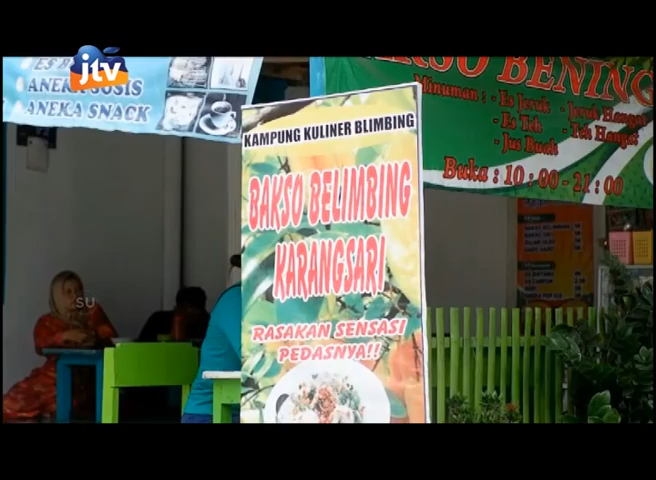 jtv
ANEKA SOSIS
ANEKA SNACK
BAKSO BENING
Minuman : - Es Jeruk - Jeruk Hangat
- Es Teh - Teh Hangat
- Jus Buah
Buka : 10:00 - 21:00
KAMPUNG KULINER BLIMBING
BAKSO BELIMBING
KARANGSARI
RASAKAN SENSASI
PEDASNYA!!
SU